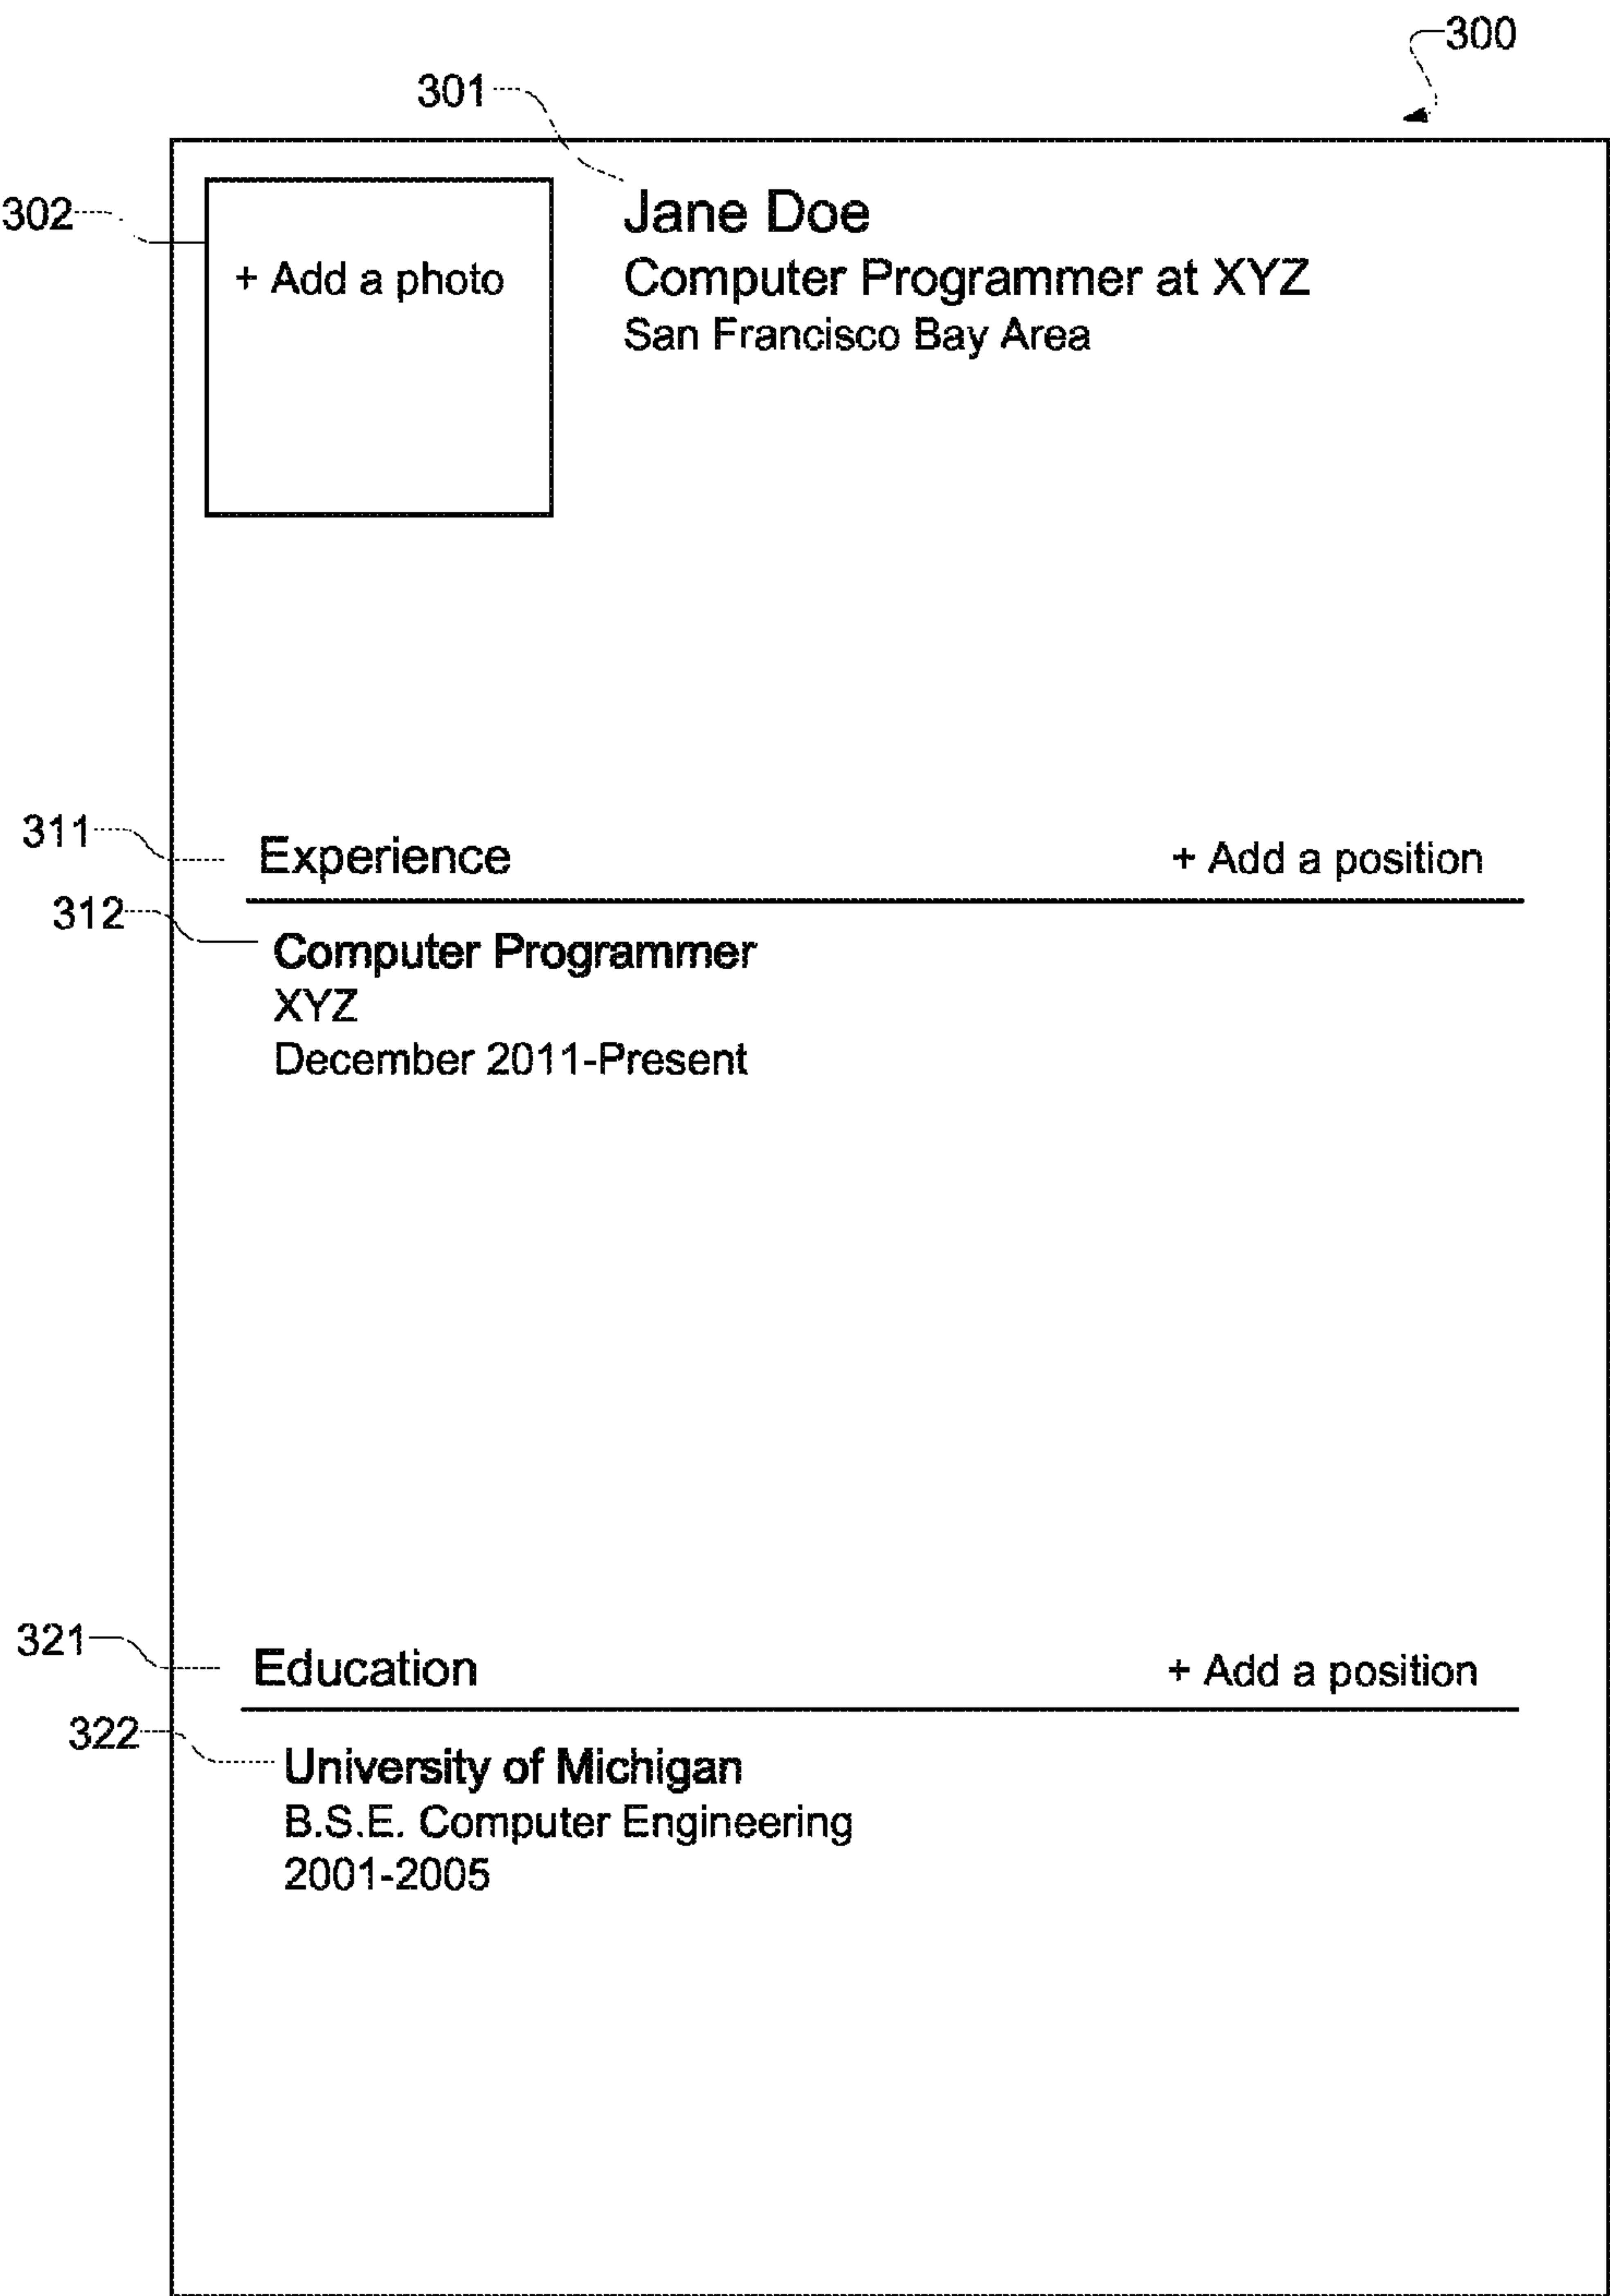 300
301
302
Jane Doe
+ Add a photo
Computer Programmer at XYZ
San Francisco Bay Area
311
Experience + Add a position
312
Computer Programmer
XYZ
December 2011-Present
321
Education + Add a position
322
University of Michigan
B.S.E. Computer Engineering
2001-2005